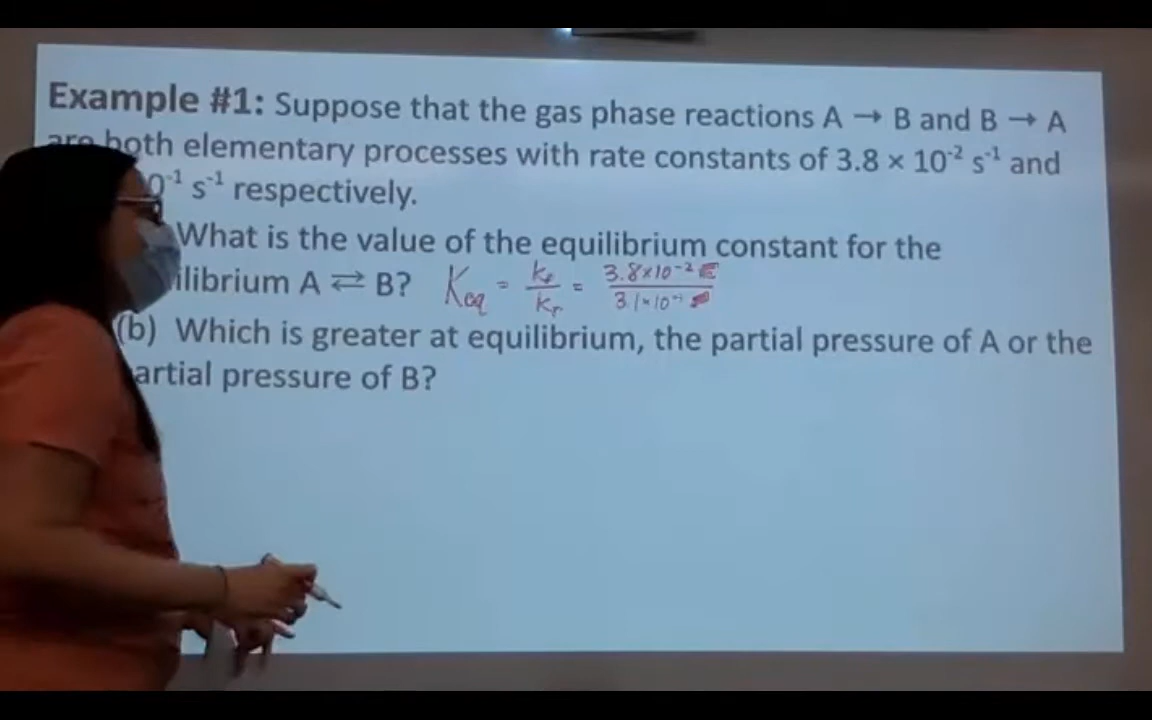 Example #1: Suppose that the gas phase reactions A → B and B → A
are both elementary processes with rate constants of 3.8 × 10⁻² s⁻¹ and
0⁻¹ s⁻¹ respectively.
What is the value of the equilibrium constant for the
ilibrium A ⇄ B? Keq = kf/kr = 3.8×10⁻²/3.1×10⁻¹
(b) Which is greater at equilibrium, the partial pressure of A or the
artial pressure of B?